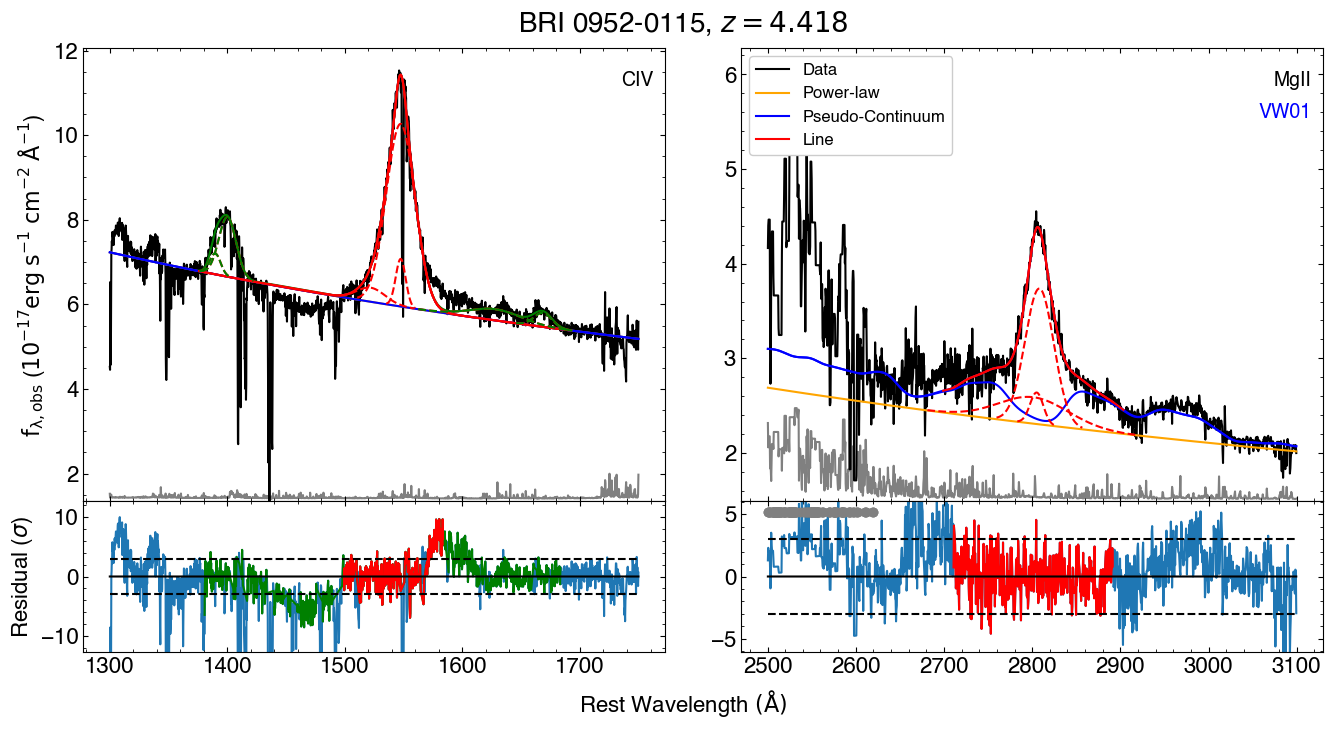 BRI 0952-0115, z = 4.418
CIV
12
10
8
6
4
2
f_λ,obs (10⁻¹⁷erg s⁻¹ cm⁻² Å⁻¹)
Data
Power-law
Pseudo-Continuum
Line
MgII
VW01
6
5
4
3
2
Residual (σ)
10
0
−10
5
0
−5
1300 1400 1500 1600 1700
2500 2600 2700 2800 2900 3000 3100
Rest Wavelength (Å)